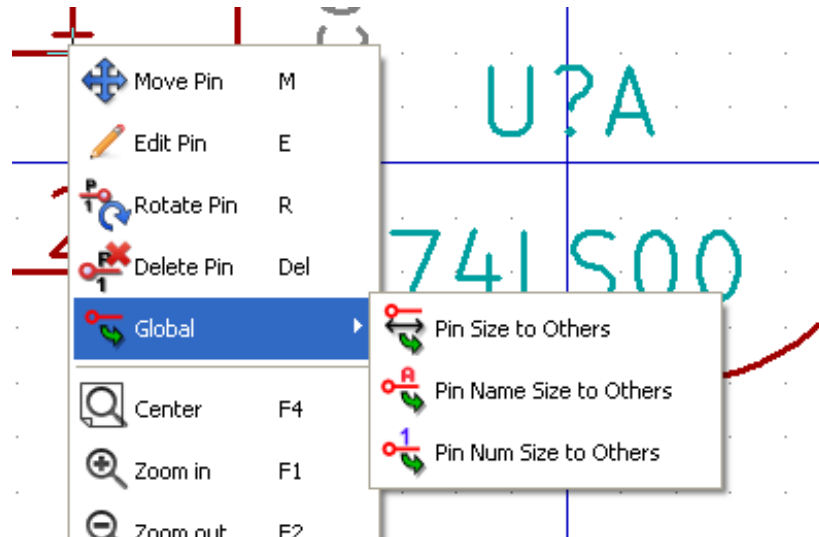 U?A
74LS00
Move Pin M
Edit Pin E
Rotate Pin R
Delete Pin Del
Global
Pin Size to Others
Pin Name Size to Others
Pin Num Size to Others
Center F4
Zoom in F1
Zoom out F2